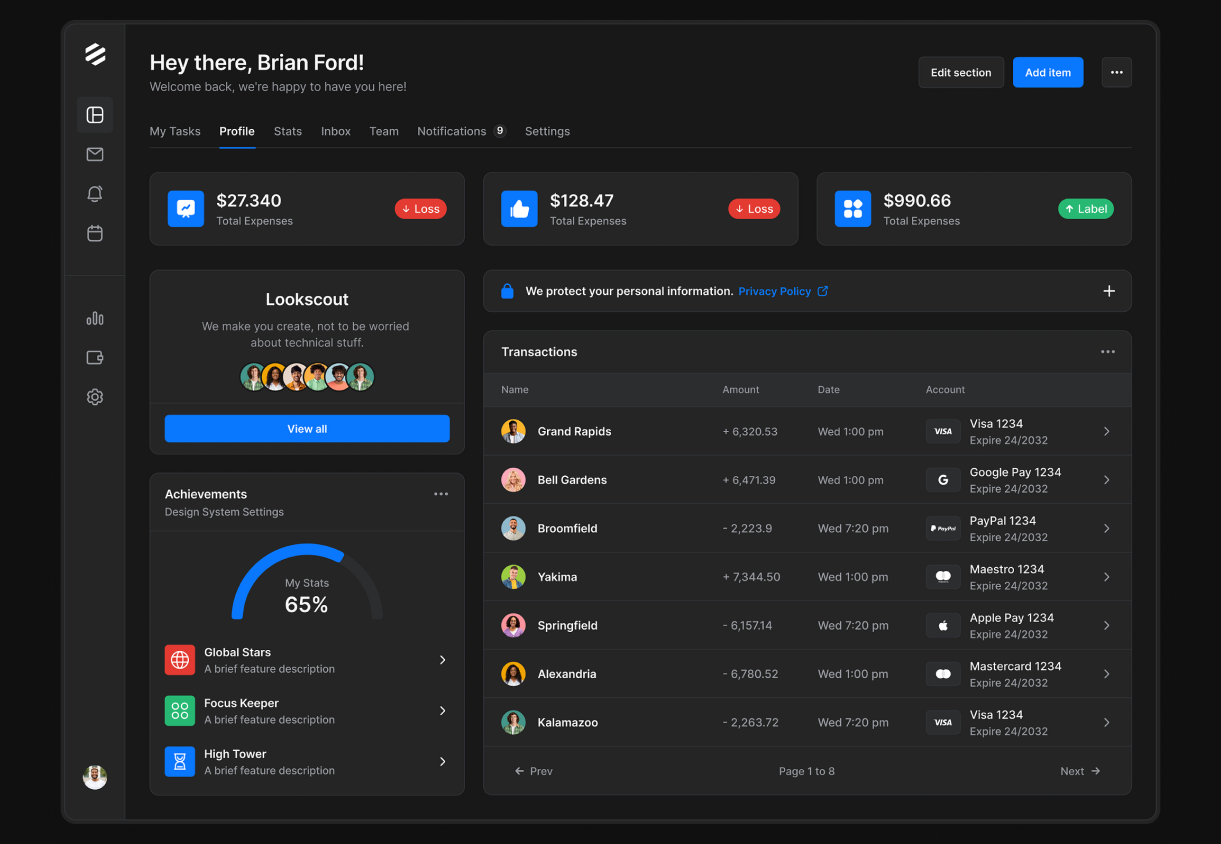 Hey there, Brian Ford!
Welcome back, we're happy to have you here!
Edit section
Add item
My Tasks Profile Stats Inbox Team Notifications 9 Settings
$27.340
Total Expenses
Loss
$128.47
Total Expenses
Loss
$990.66
Total Expenses
Label
Lookscout
We make you create, not to be worried
about technical stuff.
View all
Achievements
Design System Settings
My Stats
65%
Global Stars
A brief feature description
Focus Keeper
A brief feature description
High Tower
A brief feature description
We protect your personal information. Privacy Policy
Transactions
Name Amount Date Account
Grand Rapids + 6,320.53 Wed 1:00 pm VISA Visa 1234
Expire 24/2032
Bell Gardens + 6,471.39 Wed 1:00 pm G Google Pay 1234
Expire 24/2032
Broomfield - 2,223.9 Wed 7:20 pm PayPal PayPal 1234
Expire 24/2032
Yakima + 7,344.50 Wed 1:00 pm Maestro 1234
Expire 24/2032
Springfield - 6,157.14 Wed 7:20 pm Apple Pay 1234
Expire 24/2032
Alexandria - 6,780.52 Wed 1:00 pm Mastercard 1234
Expire 24/2032
Kalamazoo - 2,263.72 Wed 7:20 pm VISA Visa 1234
Expire 24/2032
Prev Page 1 to 8 Next